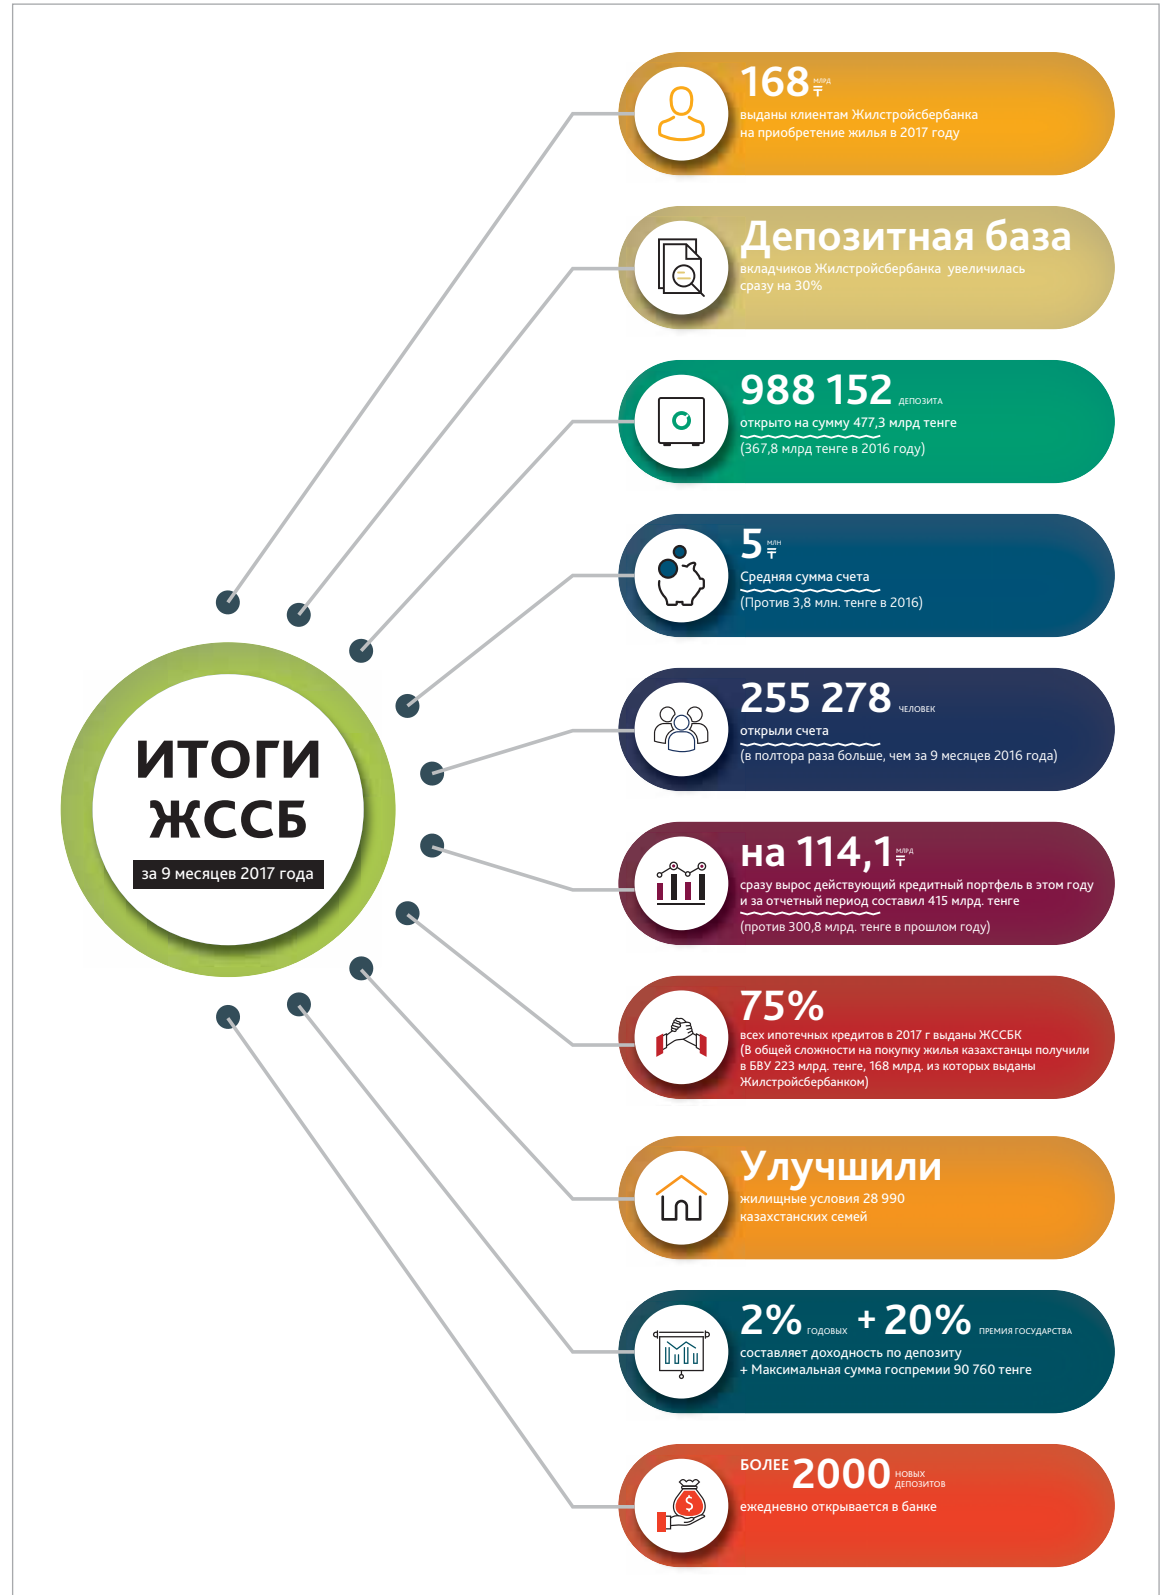 ИТОГИ
ЖССБ
за 9 месяцев 2017 года
168 МЛРД ₸
выданы клиентам Жилстройсбербанка
на приобретение жилья в 2017 году
Депозитная база
вкладчиков Жилстройсбербанка увеличилась
сразу на 30%
988 152 ДЕПОЗИТА
открыто на сумму 477,3 млрд тенге
(367,8 млрд тенге в 2016 году)
5 МЛН ₸
Средняя сумма счета
(Против 3,8 млн. тенге в 2016)
255 278 ЧЕЛОВЕК
открыли счета
(в полтора раза больше, чем за 9 месяцев 2016 года)
на 114,1 МЛРД ₸
сразу вырос действующий кредитный портфель в этом году
и за отчетный период составил 415 млрд. тенге
(против 300,8 млрд. тенге в прошлом году)
75%
всех ипотечных кредитов в 2017 г выданы ЖССБК
(В общей сложности на покупку жилья казахстанцы получили
в БВУ 223 млрд. тенге, 168 млрд. из которых выданы
Жилстройсбербанком)
Улучшили
жилищные условия 28 990
казахстанских семей
2% ГОДОВЫХ + 20% ПРЕМИЯ ГОСУДАРСТВА
составляет доходность по депозиту
+ Максимальная сумма госпремии 90 760 тенге
БОЛЕЕ 2000 НОВЫХ
ДЕПОЗИТОВ
ежедневно открывается в банке
$